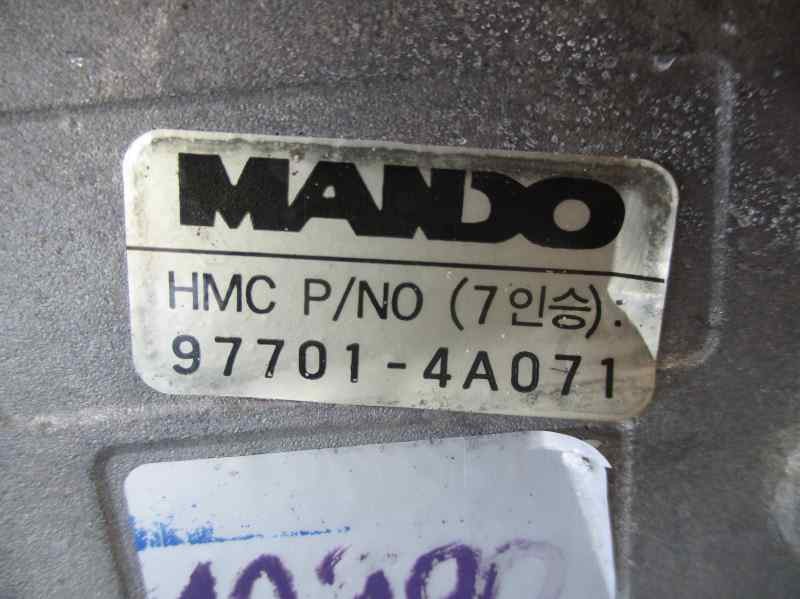 MANDO
HMC P/NO (7인승):
97701-4A071